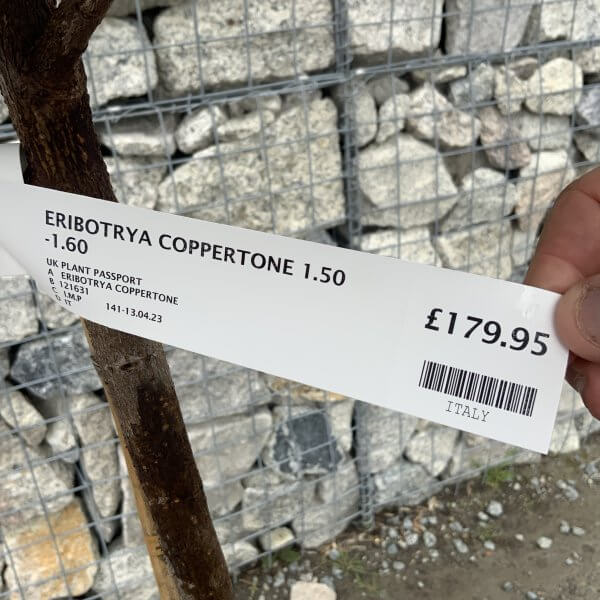 ERIBOTRYA COPPERTONE 1.50
-1.60
UK PLANT PASSPORT
A ERIBOTRYA COPPERTONE
B 121631
C I.M.P
D IT 141-13.04.23
£179.95
ITALY